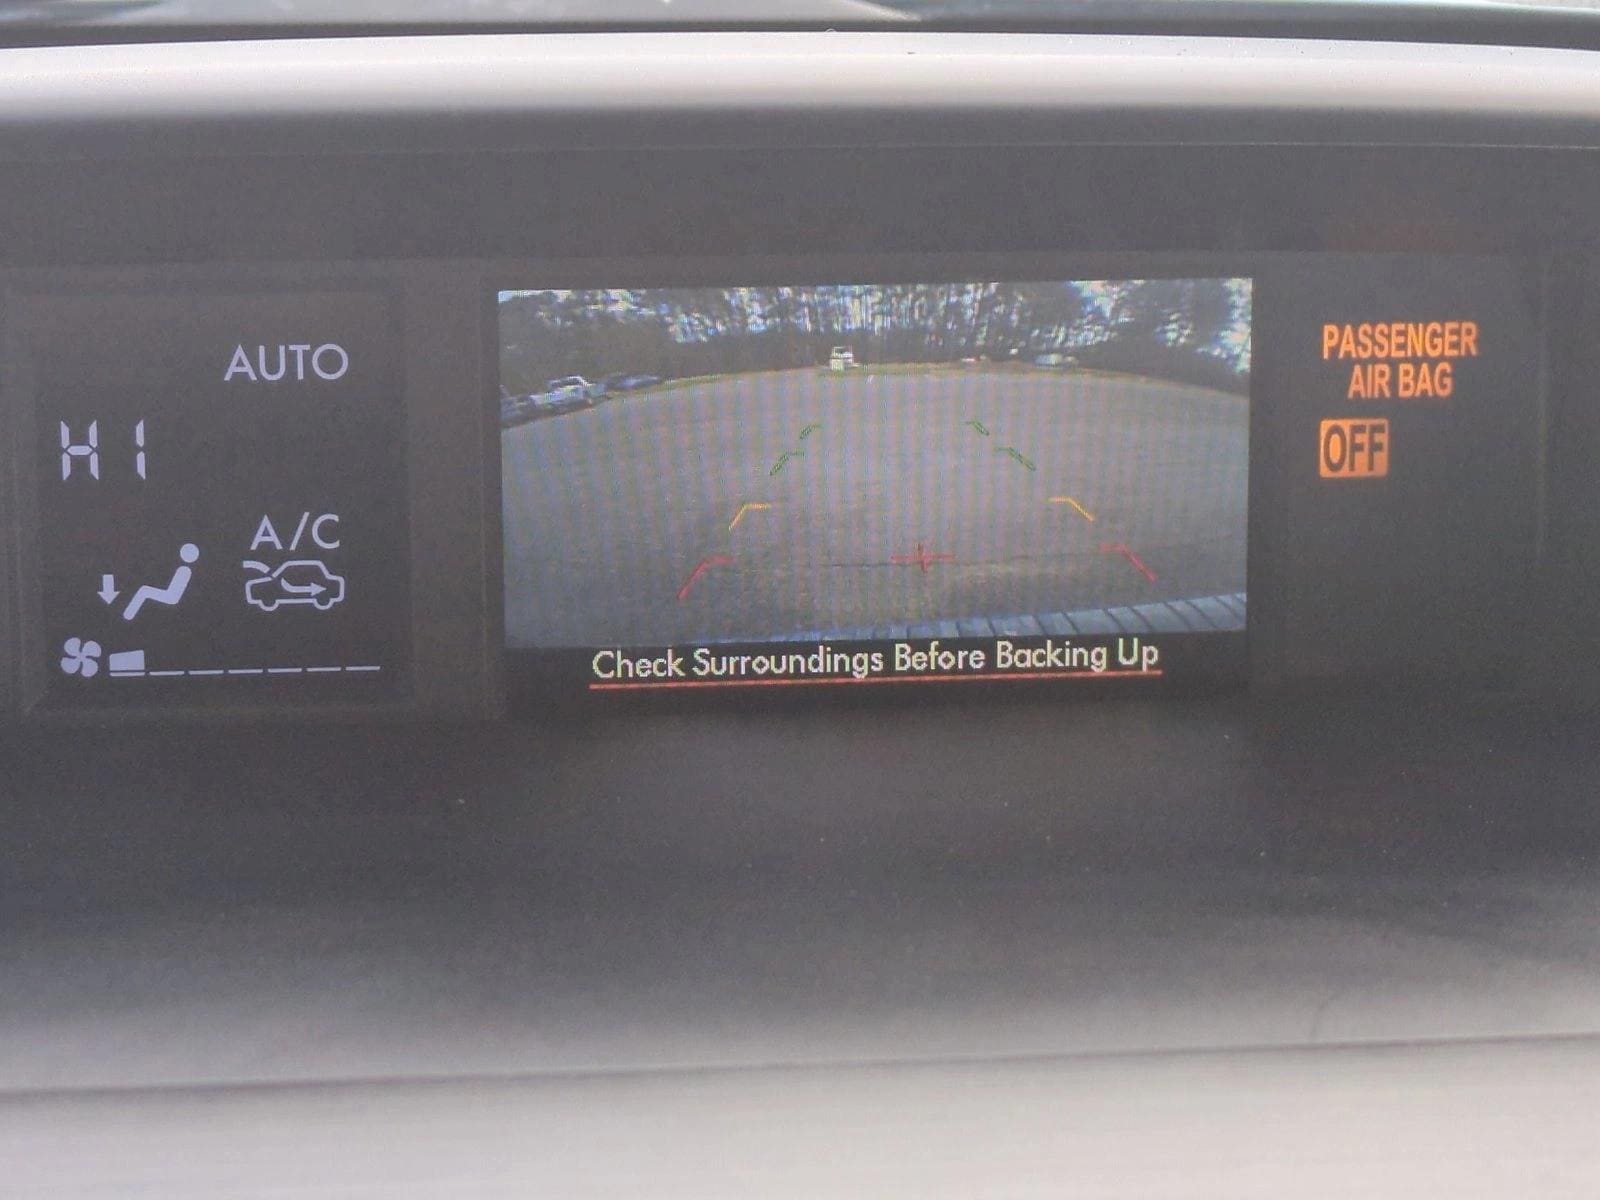 AUTO
HI
A/C
Check Surroundings Before Backing Up
PASSENGER
AIR BAG
OFF